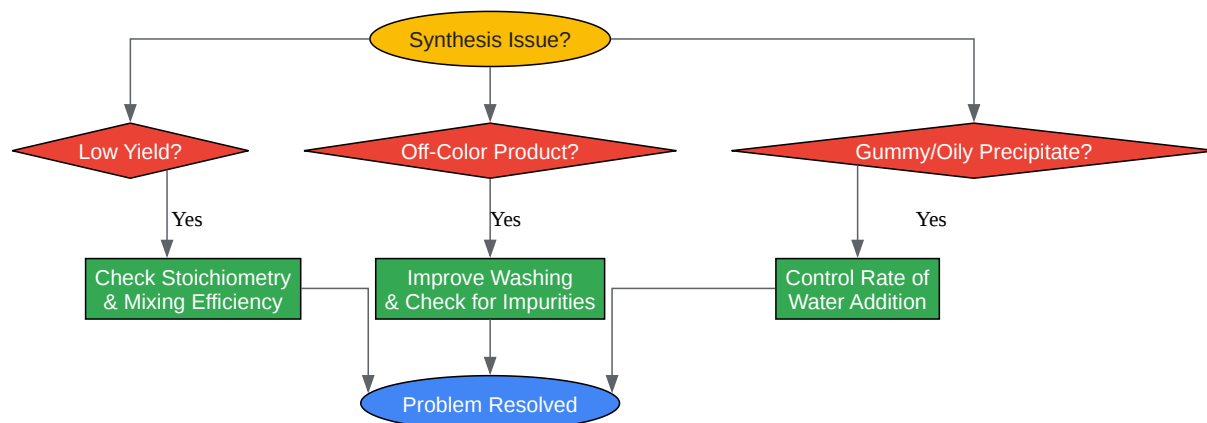 Synthesis Issue?
Low Yield?
Off-Color Product?
Gummy/Oily Precipitate?
Yes
Yes
Yes
Check Stoichiometry
& Mixing Efficiency
Improve Washing
& Check for Impurities
Control Rate of
Water Addition
Problem Resolved